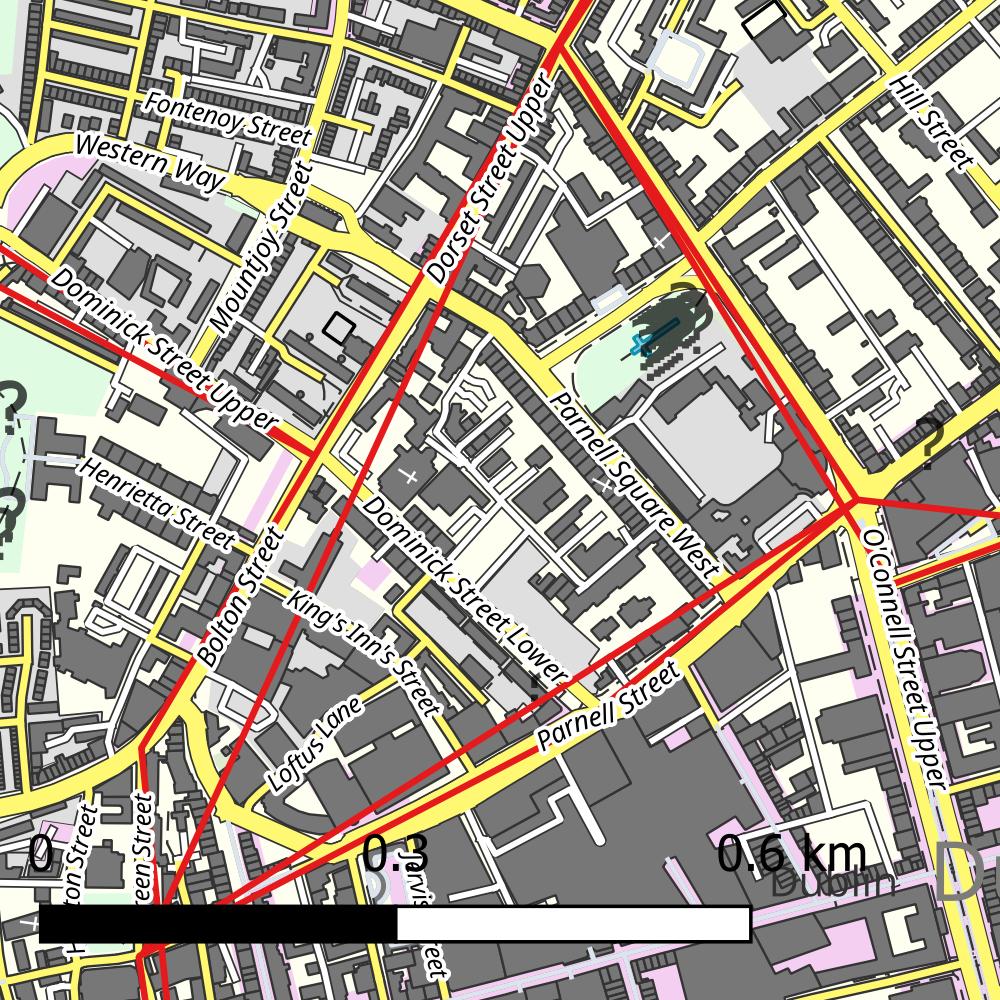 Fontenoy Street
Western Way
Hill Street
Dorset Street Upper
Mountjoy Street
Dominick Street Upper
?
?
?
?
Parnell Square West
Henrietta Street
Dominick Street Lower
O'Connell Street Upper
Bolton Street
King's Inn's Street
Parnell Street
Loftus Lane
0
0.3
0.6 km
Dublin
D